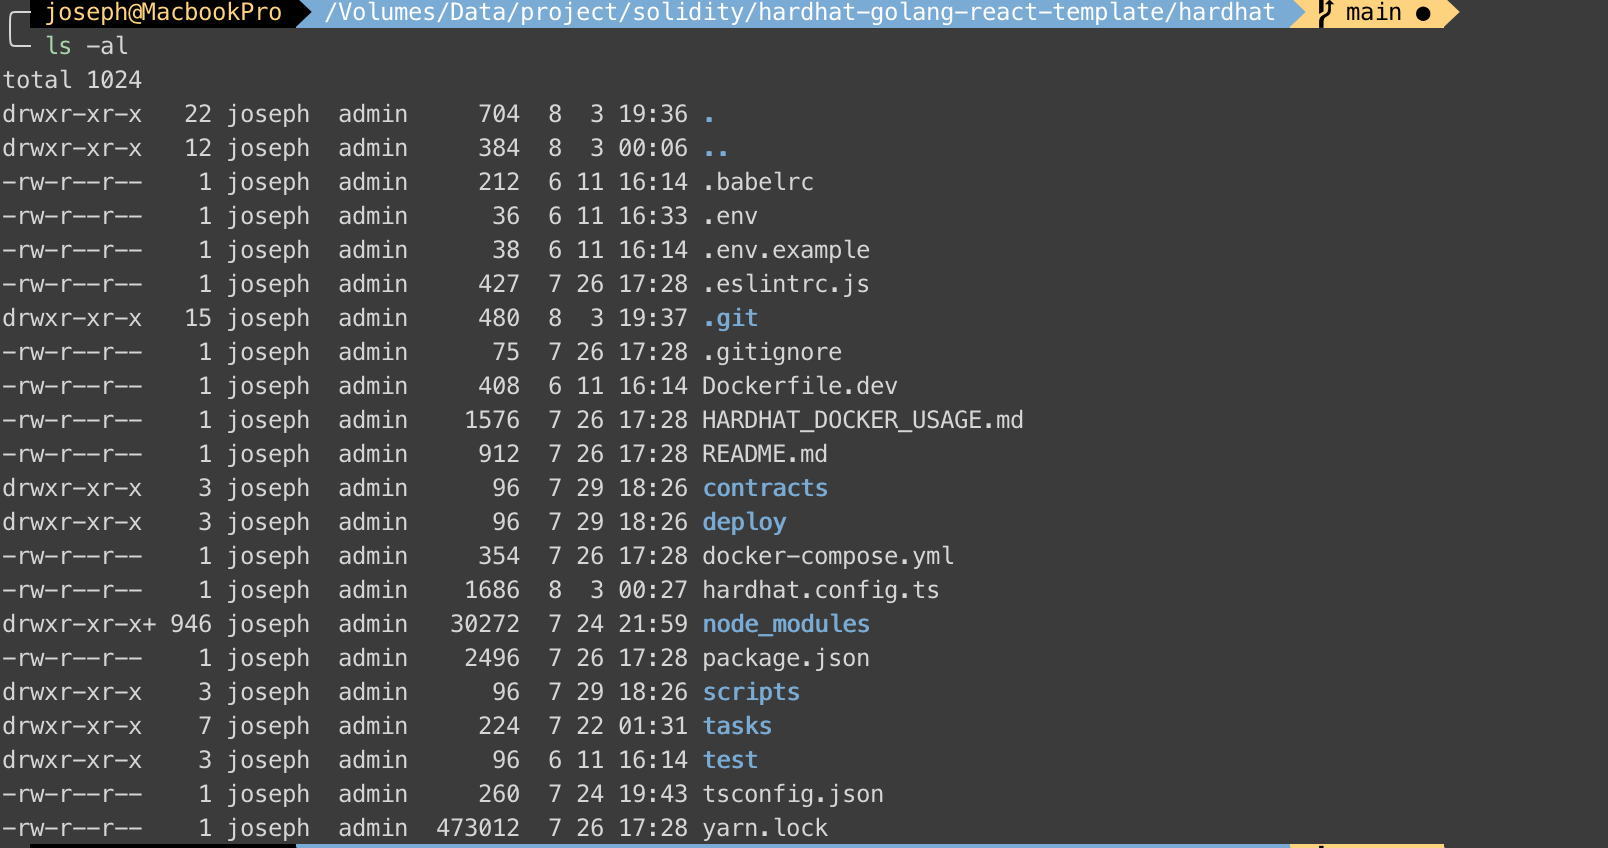 joseph@MacbookPro /Volumes/Data/project/solidity/hardhat-golang-react-template/hardhat main ●
ls -al
total 1024
drwxr-xr-x   22 joseph  admin     704  8  3 19:36 .
drwxr-xr-x   12 joseph  admin     384  8  3 00:06 ..
-rw-r--r--    1 joseph  admin     212  6 11 16:14 .babelrc
-rw-r--r--    1 joseph  admin      36  6 11 16:33 .env
-rw-r--r--    1 joseph  admin      38  6 11 16:14 .env.example
-rw-r--r--    1 joseph  admin     427  7 26 17:28 .eslintrc.js
drwxr-xr-x   15 joseph  admin     480  8  3 19:37 .git
-rw-r--r--    1 joseph  admin      75  7 26 17:28 .gitignore
-rw-r--r--    1 joseph  admin     408  6 11 16:14 Dockerfile.dev
-rw-r--r--    1 joseph  admin    1576  7 26 17:28 HARDHAT_DOCKER_USAGE.md
-rw-r--r--    1 joseph  admin     912  7 26 17:28 README.md
drwxr-xr-x    3 joseph  admin      96  7 29 18:26 contracts
drwxr-xr-x    3 joseph  admin      96  7 29 18:26 deploy
-rw-r--r--    1 joseph  admin     354  7 26 17:28 docker-compose.yml
-rw-r--r--    1 joseph  admin    1686  8  3 00:27 hardhat.config.ts
drwxr-xr-x+ 946 joseph  admin   30272  7 24 21:59 node_modules
-rw-r--r--    1 joseph  admin    2496  7 26 17:28 package.json
drwxr-xr-x    3 joseph  admin      96  7 29 18:26 scripts
drwxr-xr-x    7 joseph  admin     224  7 22 01:31 tasks
drwxr-xr-x    3 joseph  admin      96  6 11 16:14 test
-rw-r--r--    1 joseph  admin     260  7 24 19:43 tsconfig.json
-rw-r--r--    1 joseph  admin  473012  7 26 17:28 yarn.lock